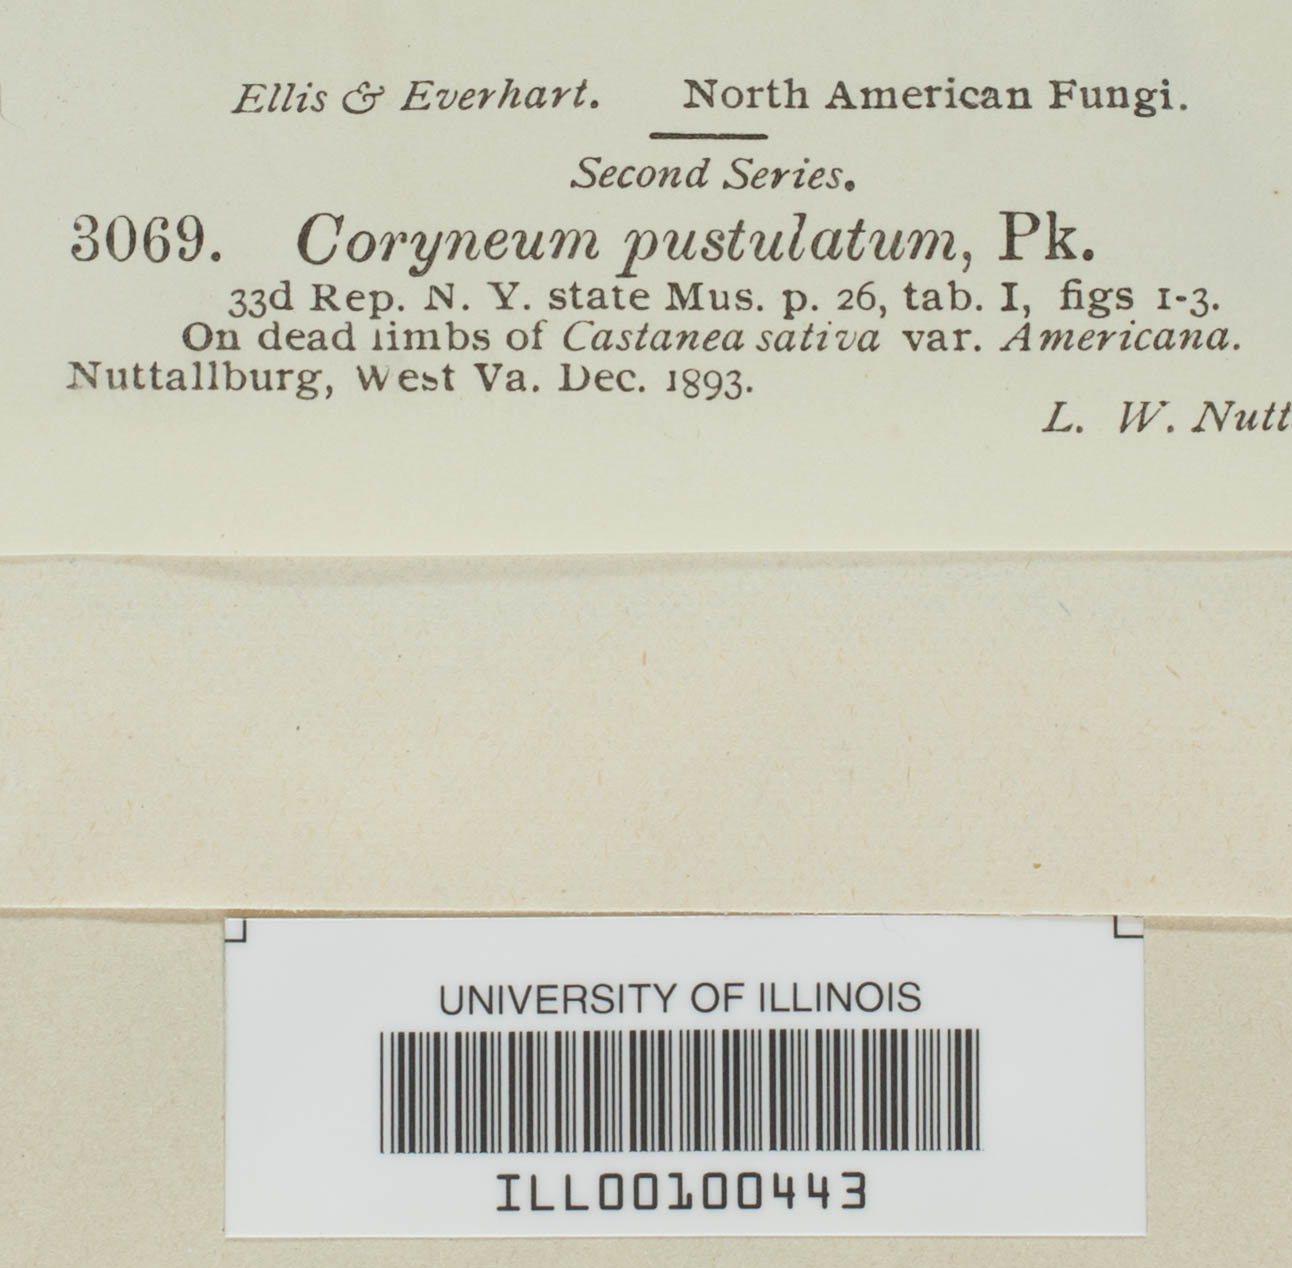 Ellis & Everhart. North American Fungi.
Second Series.
3069. Coryneum pustulatum, Pk.
33d Rep. N. Y. state Mus. p. 26, tab. I, figs 1-3.
On dead limbs of Castanea sativa var. Americana.
Nuttallburg, West Va. Dec. 1893.
L. W. Nutt
UNIVERSITY OF ILLINOIS
ILL00100443